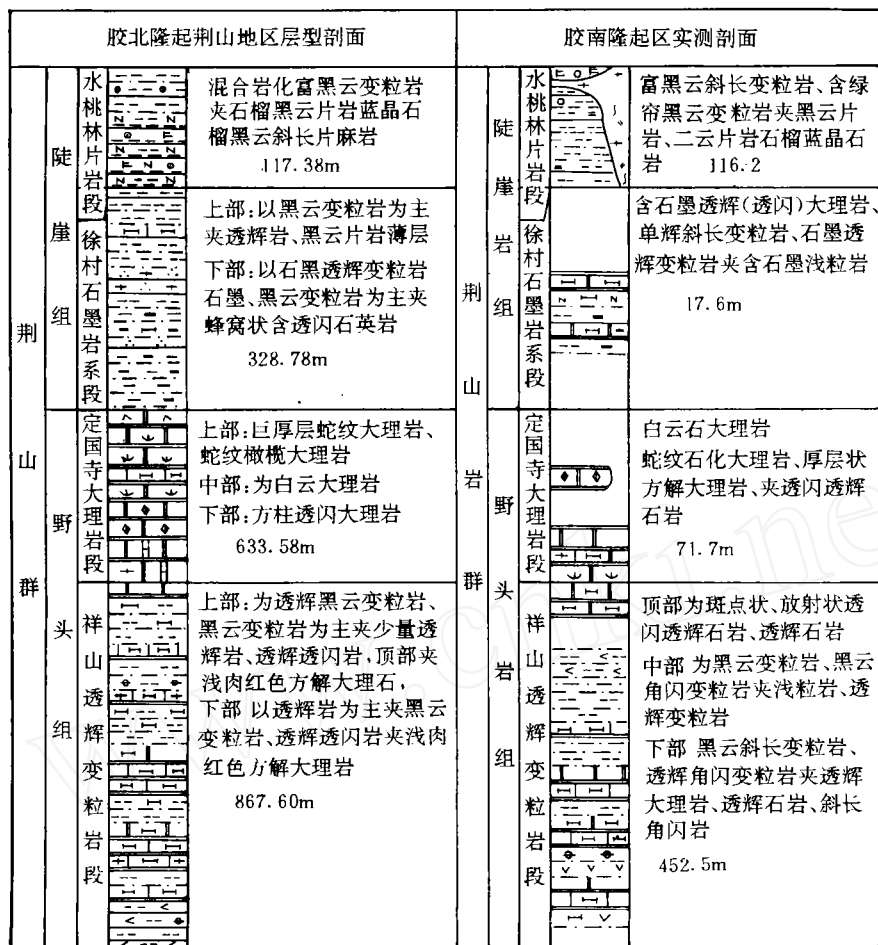 胶北隆起荆山地区层型剖面
胶南隆起区实测剖面
荆山群
陡崖组
水桃林片岩段
混合岩化富黑云变粒岩
夹石榴黑云片岩蓝晶石
榴黑云斜长片麻岩
117.38m
徐村石墨岩系段
上部:以黑云变粒岩为主
夹透辉岩、黑云片岩薄层
下部:以石黑透辉变粒岩
石墨、黑云变粒岩为主夹
蜂窝状含透闪石英岩
328.78m
野头组
定国寺大理岩段
上部:巨厚层蛇纹大理岩、
蛇纹橄榄大理岩
中部:为白云大理岩
下部:方柱透闪大理岩
633.58m
祥山透辉变粒岩段
上部:为透辉黑云变粒岩、
黑云变粒岩为主夹少量透
辉岩、透辉透闪岩,顶部夹
浅肉红色方解大理石,
下部 以透辉岩为主夹黑云
变粒岩、透辉透闪岩夹浅肉
红色方解大理岩
867.60m
荆山岩群
陡崖岩组
水桃林片岩段
富黑云斜长变粒岩、含绿
帘黑云变粒岩夹黑云片
岩、二云片岩石榴蓝晶石
岩 116.2
徐村石墨岩系段
含石墨透辉(透闪)大理岩、
单辉斜长变粒岩、石墨透
辉变粒岩夹含石墨浅粒岩
17.6m
野头岩组
定国寺大理岩段
白云石大理岩
蛇纹石化大理岩、厚层状
方解大理岩、夹透闪透辉
石岩
71.7m
祥山透辉变粒岩段
顶部为斑点状、放射状透
闪透辉石岩、透辉石岩
中部 为黑云变粒岩、黑云
角闪变粒岩夹浅粒岩、透
辉变粒岩
下部 黑云斜长变粒岩、
透辉角闪变粒岩夹透辉
大理岩、透辉石岩、斜长
角闪岩
452.5m